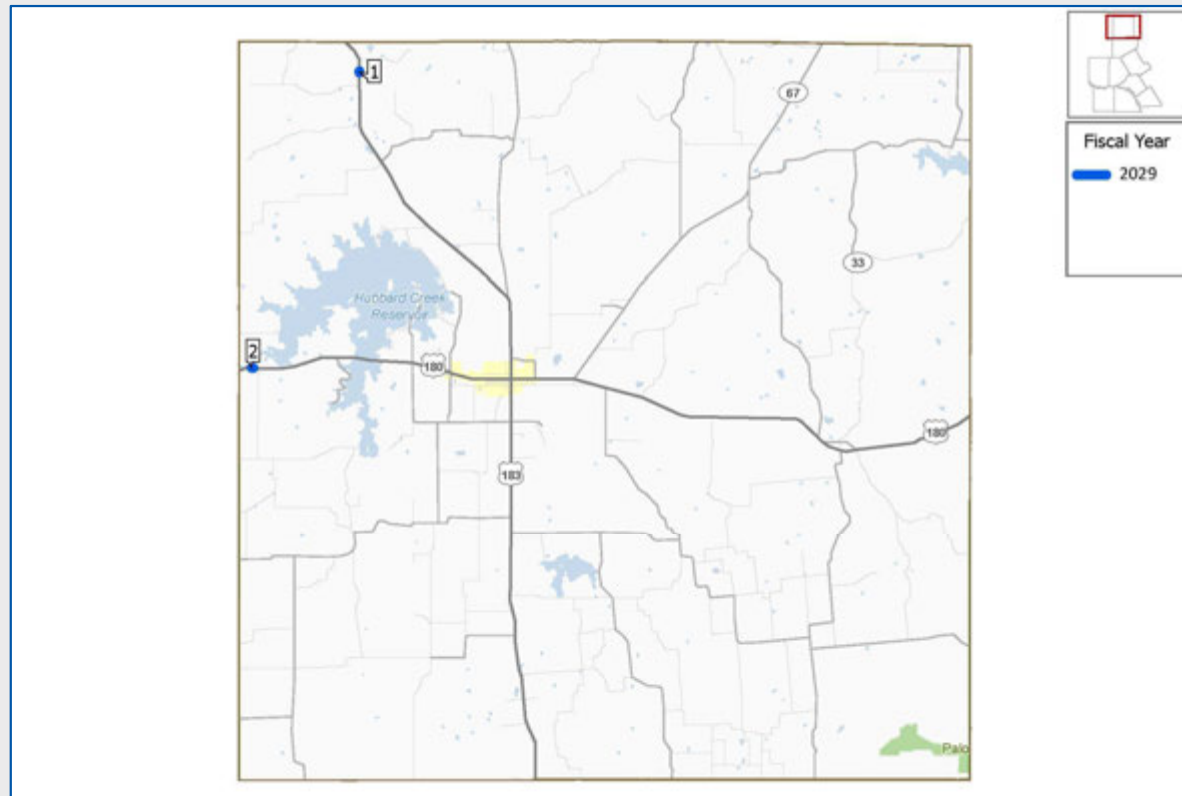 1
67
33
Hubbard Creek
Reservoir
2
180
180
183
Palo
Fiscal Year
2029